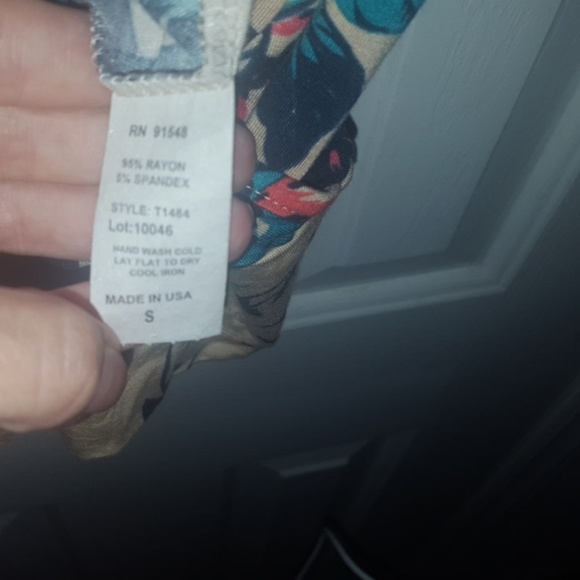 RN 91548
95% RAYON
5% SPANDEX
STYLE: T1484
Lot:10046
HAND WASH COLD
LAY FLAT TO DRY
COOL IRON
MADE IN USA
S